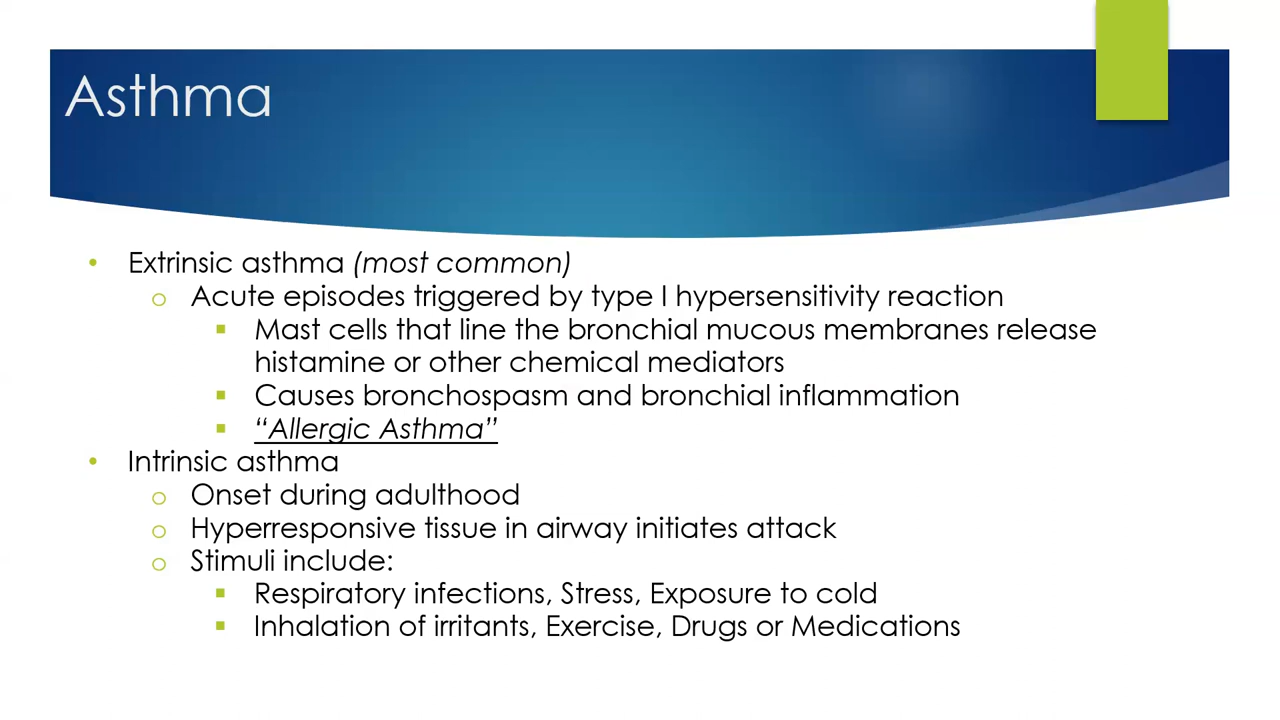 Asthma
• Extrinsic asthma (most common)
o Acute episodes triggered by type I hypersensitivity reaction
▪ Mast cells that line the bronchial mucous membranes release
histamine or other chemical mediators
▪ Causes bronchospasm and bronchial inflammation
▪ “Allergic Asthma”
• Intrinsic asthma
o Onset during adulthood
o Hyperresponsive tissue in airway initiates attack
o Stimuli include:
▪ Respiratory infections, Stress, Exposure to cold
▪ Inhalation of irritants, Exercise, Drugs or Medications